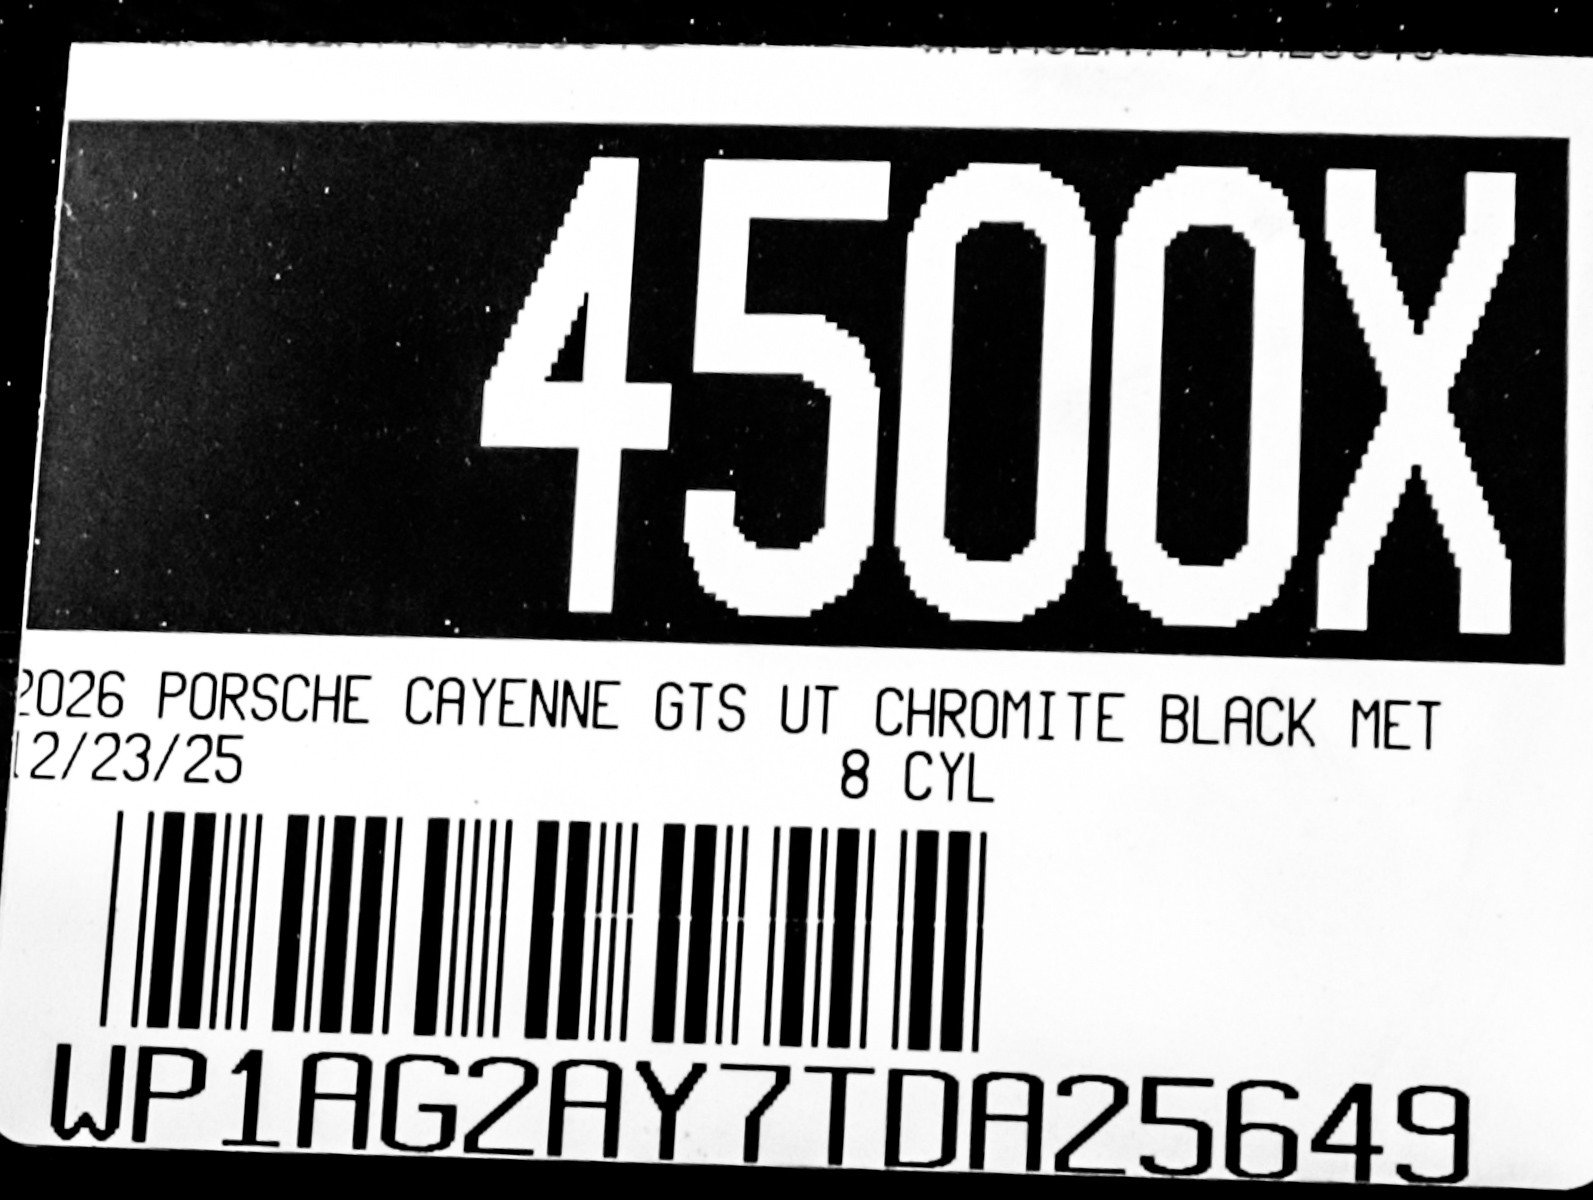 4500X
2026 PORSCHE CAYENNE GTS UT CHROMITE BLACK MET
12/23/25 8 CYL
WP1AG2AY7TDA25649